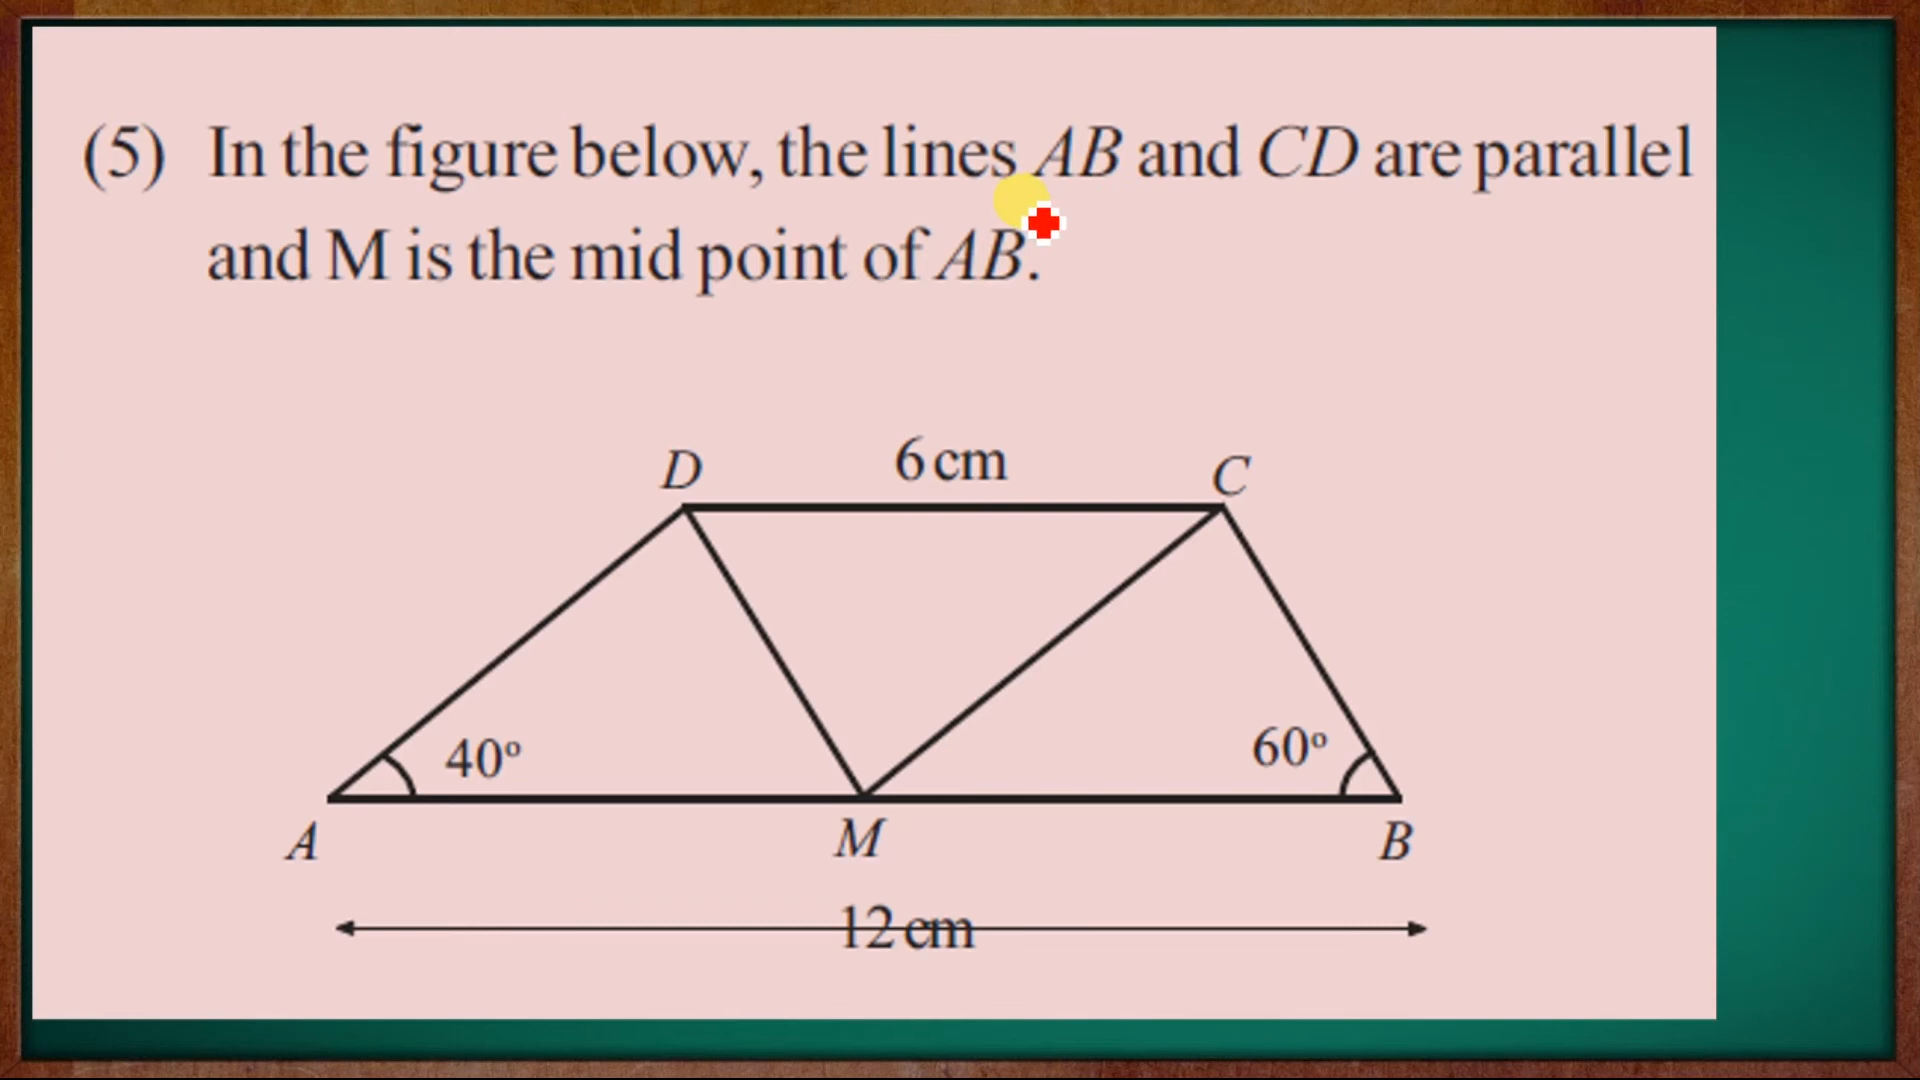 (5) In the figure below, the lines AB and CD are parallel
and M is the mid point of AB.
D 6 cm C
40° 60°
A M B
12 cm